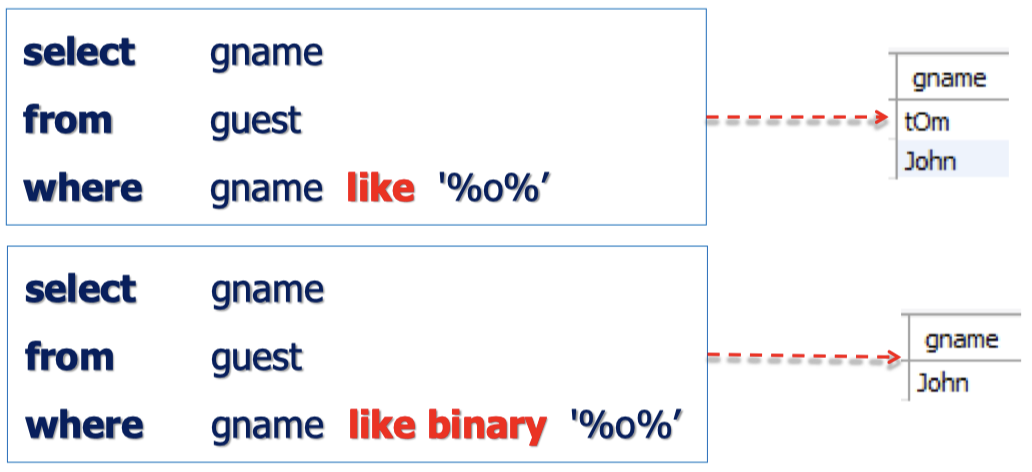 select gname
from guest
where gname like '%o%’
gname
tOm
John
select gname
from guest
where gname like binary '%o%’
gname
John